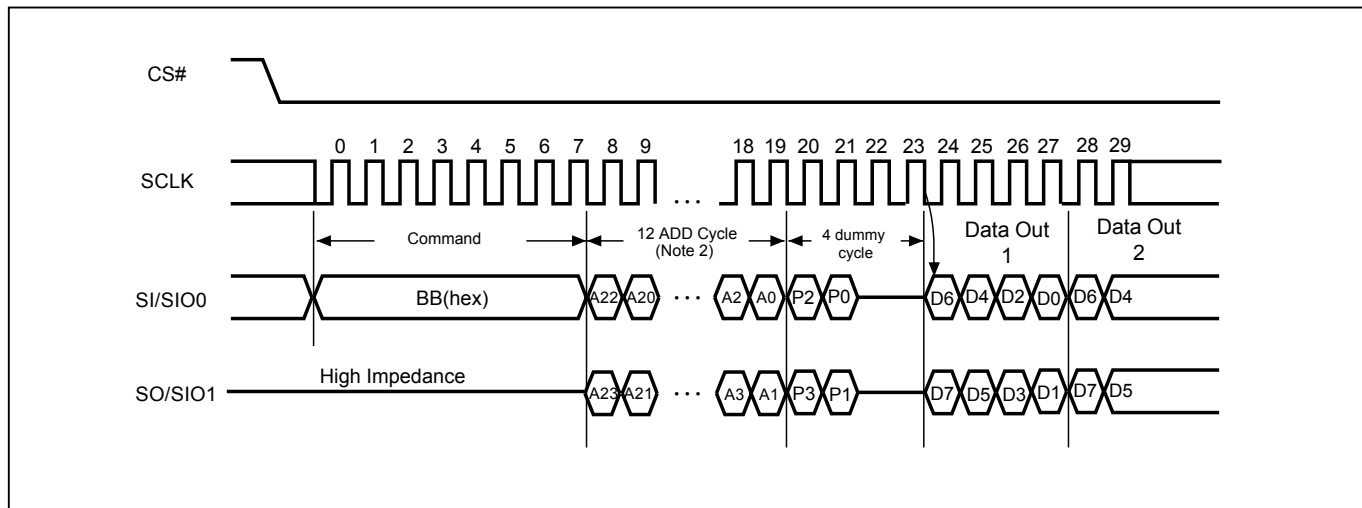 CS#
0 1 2 3 4 5 6 7 8 9 18 19 20 21 22 23 24 25 26 27 28 29
SCLK
...
Command
12 ADD Cycle
(Note 2)
4 dummy
cycle
Data Out
1
Data Out
2
SI/SIO0
BB(hex)
A22 A20 ... A2 A0 P2 P0 D6 D4 D2 D0 D6 D4
High Impedance
SO/SIO1
A23 A21 ... A3 A1 P3 P1 D7 D5 D3 D1 D7 D5